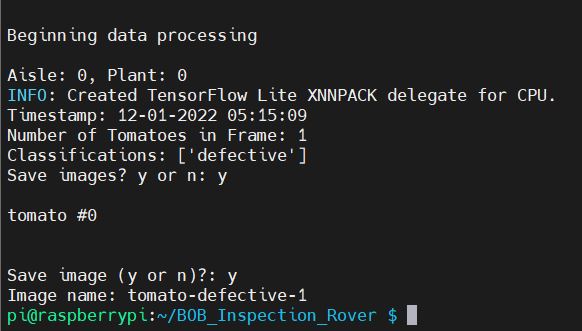 Beginning data processing
Aisle: 0, Plant: 0
INFO: Created TensorFlow Lite XNNPACK delegate for CPU.
Timestamp: 12-01-2022 05:15:09
Number of Tomatoes in Frame: 1
Classifications: ['defective']
Save images? y or n: y
tomato #0
Save image (y or n)?: y
Image name: tomato-defective-1
pi@raspberrypi:~/BOB_Inspection_Rover $